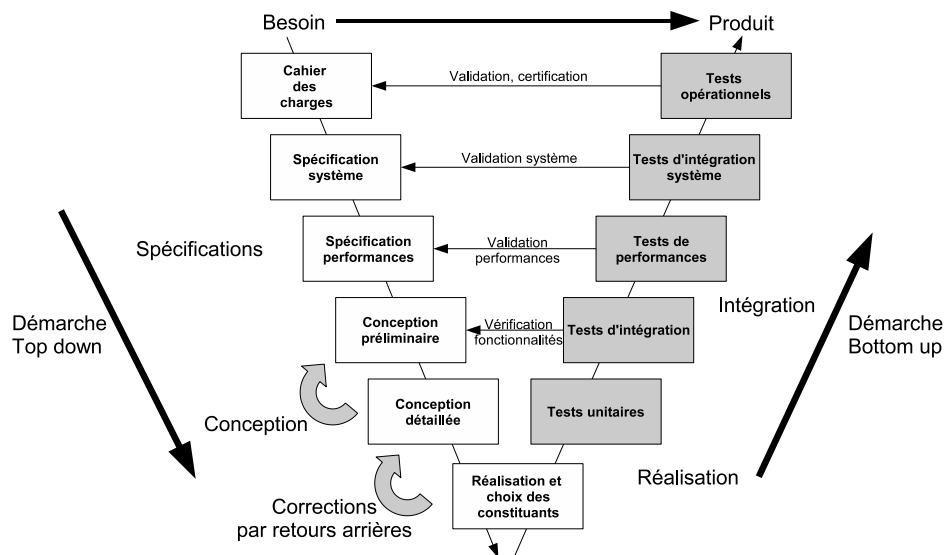 Besoin
Produit
Cahier
des
charges
Validation, certification
Tests
opérationnels
Spécification
système
Validation système
Tests d'intégration
système
Spécifications
Spécification
performances
Validation
performances
Tests de
performances
Démarche
Top down
Conception
préliminaire
Vérification
fonctionnalités
Tests d'intégration
Intégration
Démarche
Bottom up
Conception
Conception
détaillée
Tests unitaires
Corrections
par retours arrières
Réalisation et
choix des
constituants
Réalisation